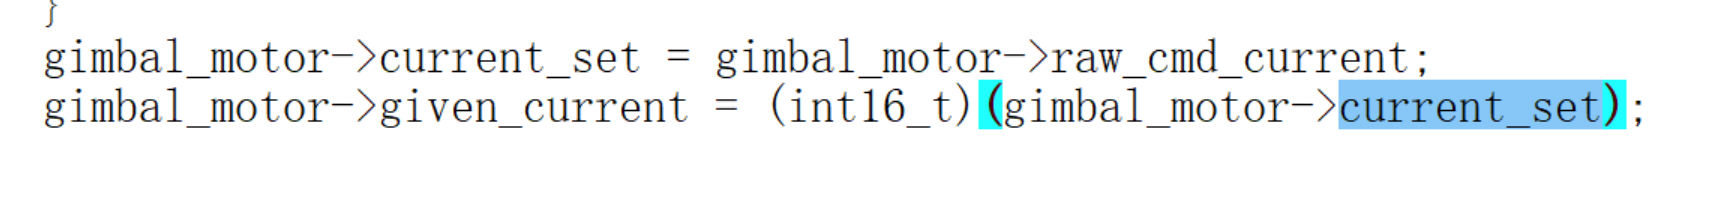 }
gimbal_motor->current_set = gimbal_motor->raw_cmd_current;
gimbal_motor->given_current = (int16_t)(gimbal_motor->current_set);